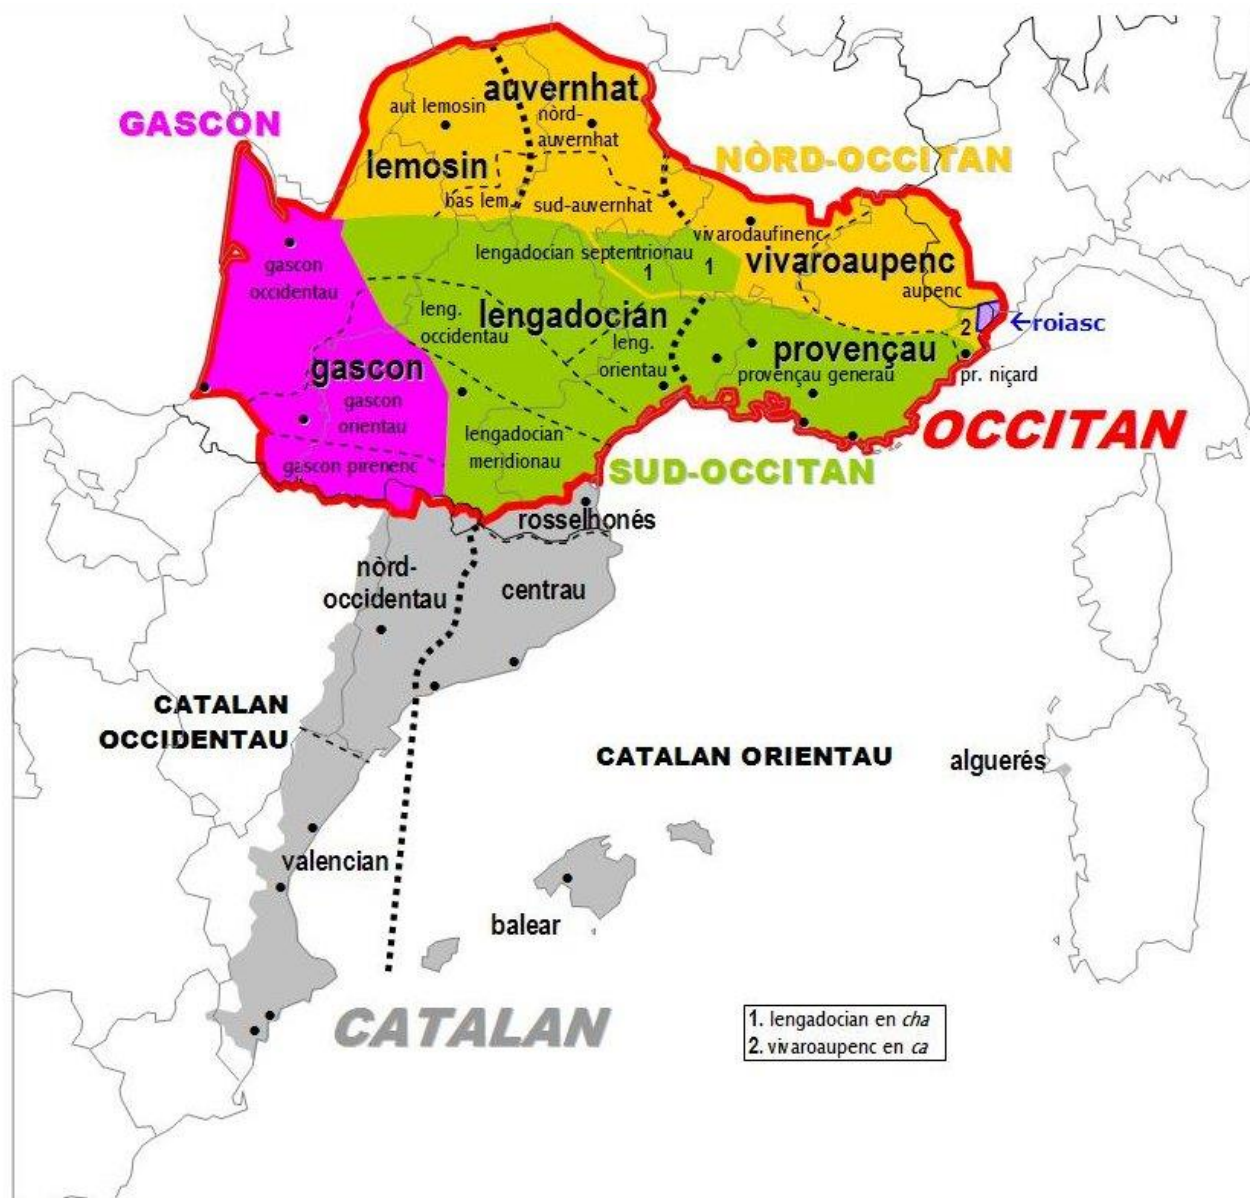 auvernhat
aut lemosin
nòrd-
auvernhat
GASCON
lemosin
NÒRD-OCCITAN
bas lem.
sud-auvernhat
vivarodaufinenc
lengadocian septentrionau
1
1
gascon
occidentau
vivaroaupenc
aupenc
leng.
occidentau
lengadocian
2
←roiasc
leng.
orientau
provençau
provençau generau
pr. niçard
gascon
gascon
orientau
OCCITAN
lengadocian
meridionau
gascon pirenenc
SUD-OCCITAN
rosselhonés
nòrd-
occidentau
centrau
CATALAN
OCCIDENTAU
CATALAN ORIENTAU
alguerés
valencian
balear
CATALAN
1. lengadocian en cha
2. vivaroaupenc en ca